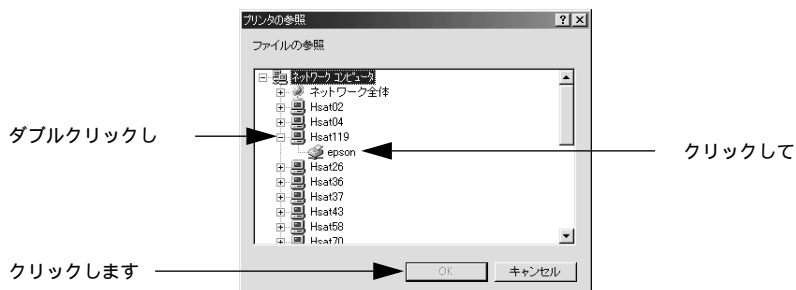 プリンタの参照
ファイルの参照
ネットワーク コンピュータ
ネットワーク全体
Hsat02
Hsat04
ダブルクリックし
Hsat119
epson
クリックして
Hsat26
Hsat36
Hsat37
Hsat43
Hsat58
Hsat70
クリックします
OK
キャンセル